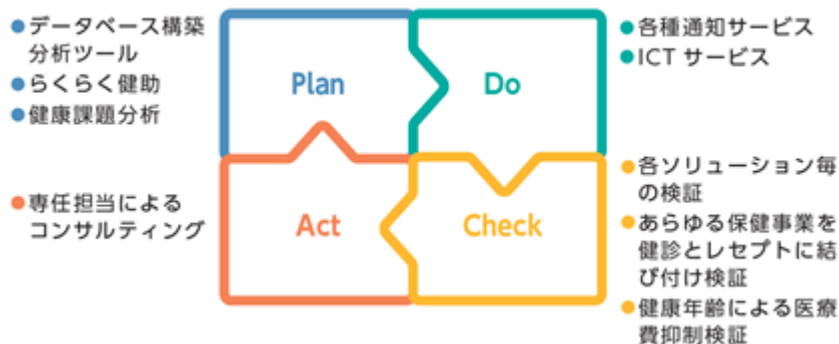 ●データベース構築
分析ツール
●らくらく健助
●健康課題分析
Plan
Do
●各種通知サービス
●ICT サービス
●専任担当による
コンサルティング
Act
Check
●各ソリューション毎
の検証
●あらゆる保健事業を
健診とレセプトに結
び付け検証
●健康年齢による医療
費抑制検証